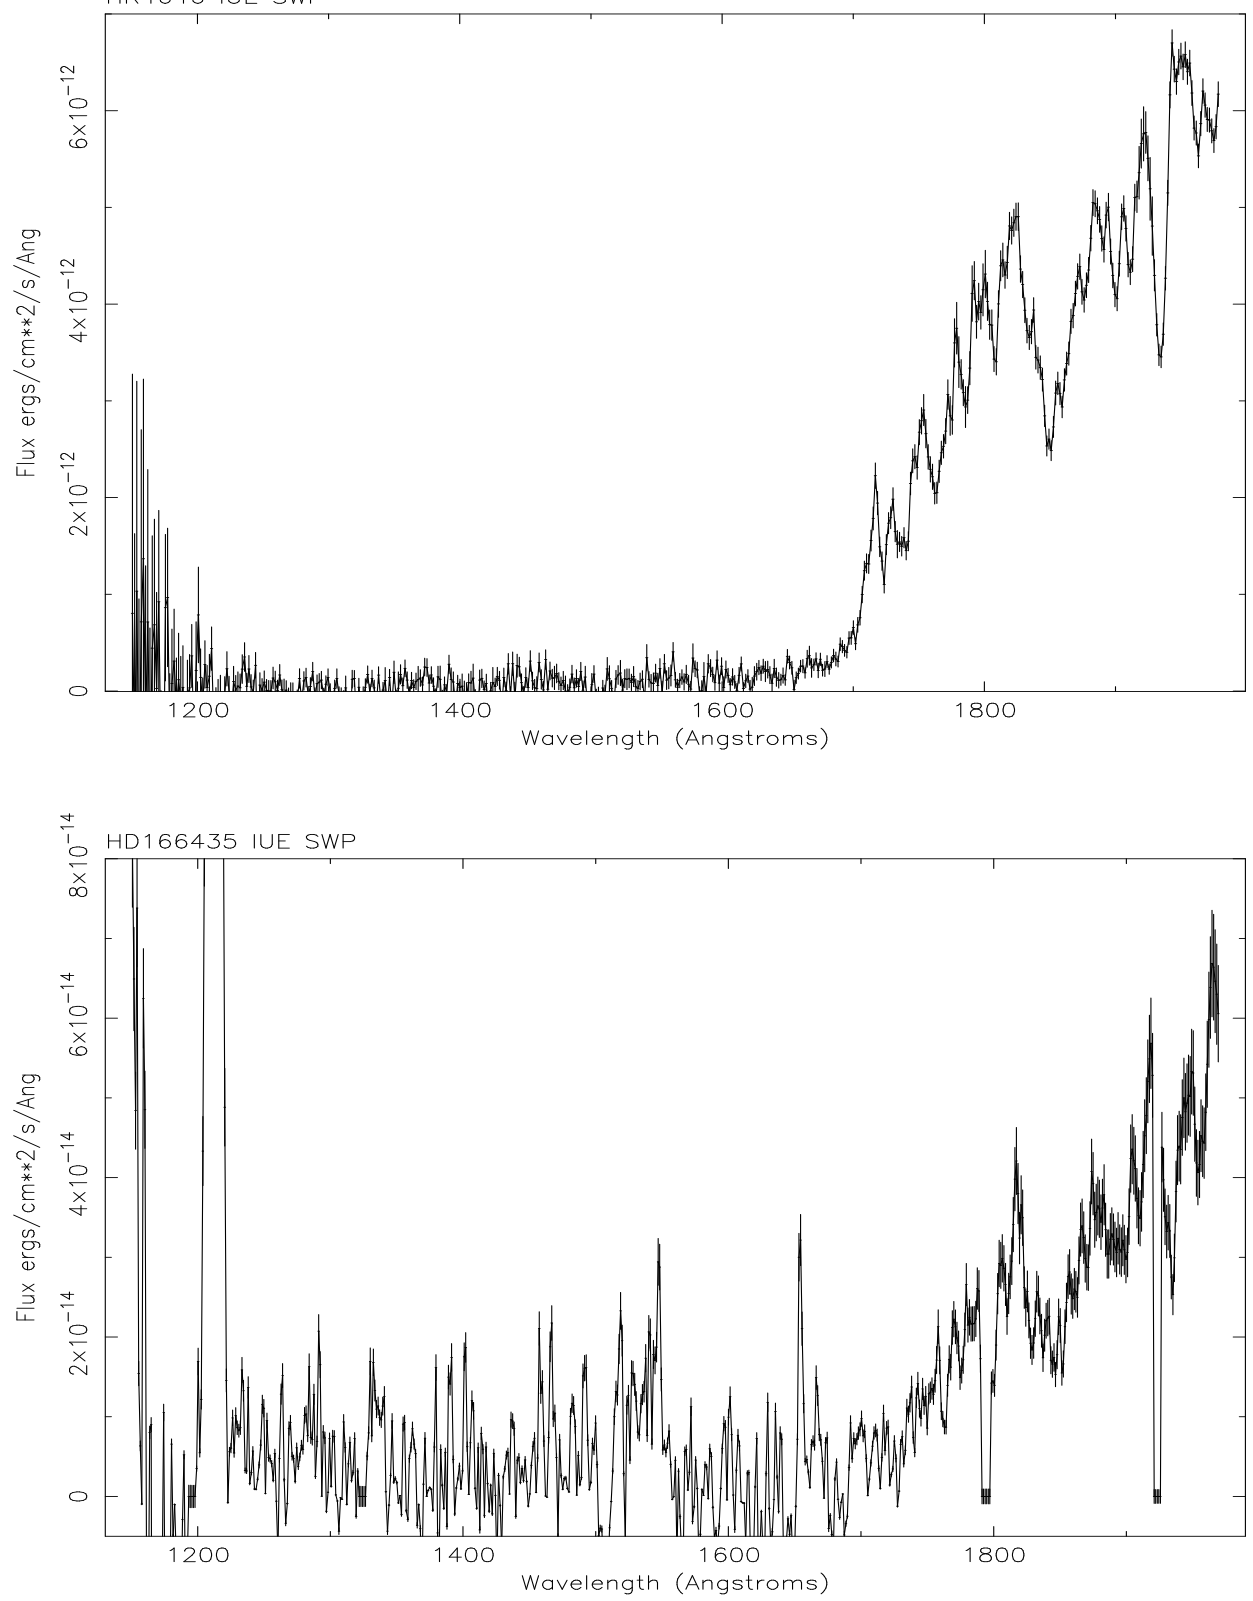 IUE SWP
6×10−12
4×10−12
2×10−12
0
Flux ergs/cm**2/s/Ang
1200 1400 1600 1800
Wavelength (Angstroms)
HD166435 IUE SWP
8×10−14
6×10−14
4×10−14
2×10−14
0
Flux ergs/cm**2/s/Ang
1200 1400 1600 1800
Wavelength (Angstroms)